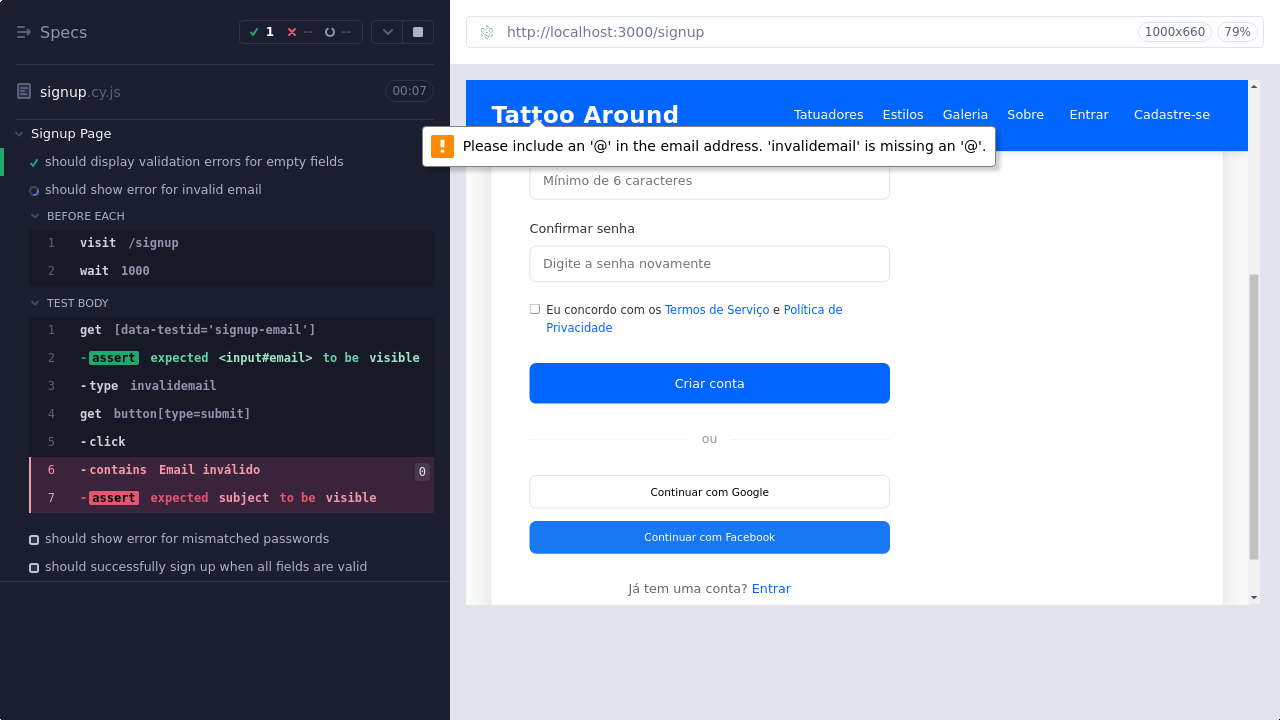 Specs
1 -- --
http://localhost:3000/signup
1000x660
79%
signup.cy.js
00:07
Signup Page
should display validation errors for empty fields
should show error for invalid email
BEFORE EACH
1 visit /signup
2 wait 1000
TEST BODY
1 get [data-testid='signup-email']
2 -assert expected <input#email> to be visible
3 -type invalidemail
4 get button[type=submit]
5 -click
6 -contains Email inválido 0
7 -assert expected subject to be visible
should show error for mismatched passwords
should successfully sign up when all fields are valid
Tattoo Around
Tatuadores Estilos Galeria Sobre Entrar Cadastre-se
Please include an '@' in the email address. 'invalidemail' is missing an '@'.
Mínimo de 6 caracteres
Confirmar senha
Digite a senha novamente
Eu concordo com os Termos de Serviço e Política de
Privacidade
Criar conta
ou
Continuar com Google
Continuar com Facebook
Já tem uma conta? Entrar